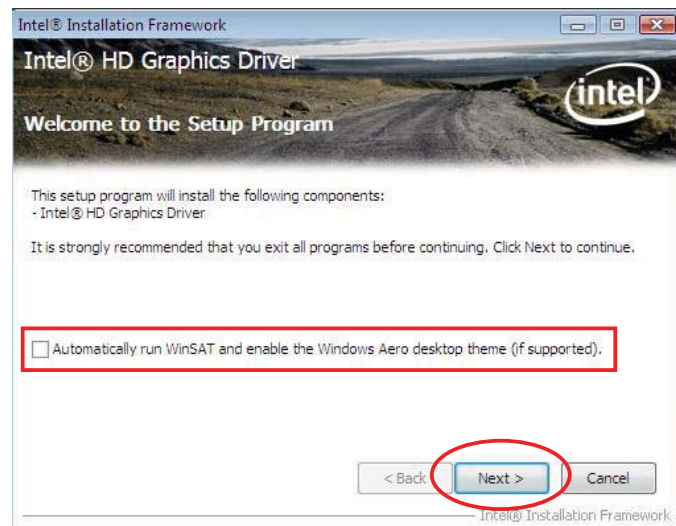 Intel® Installation Framework
Intel® HD Graphics Driver
intel
Welcome to the Setup Program
This setup program will install the following components:
- Intel® HD Graphics Driver
It is strongly recommended that you exit all programs before continuing. Click Next to continue.
Automatically run WinSAT and enable the Windows Aero desktop theme (if supported).
< Back Next > Cancel
Intel® Installation Framework